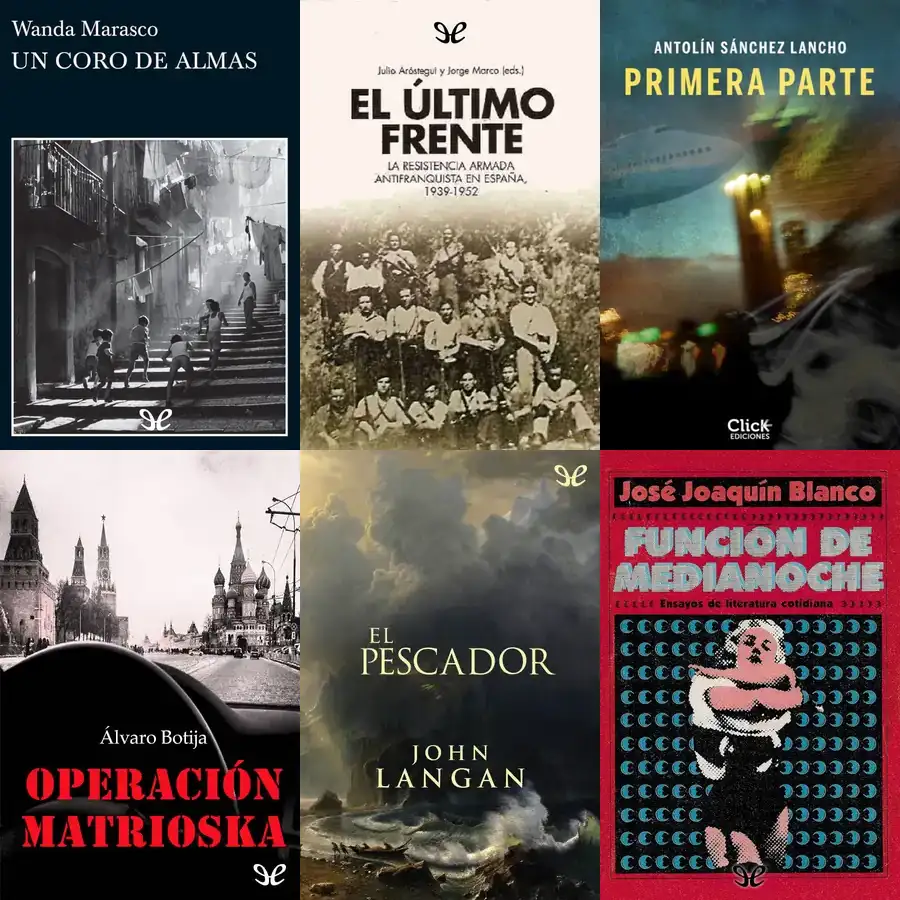 Wanda Marasco
UN CORO DE ALMAS
Julio Aróstegui y Jorge Marco (eds.)
EL ÚLTIMO
FRENTE
LA RESISTENCIA ARMADA
ANTIFRANQUISTA EN ESPAÑA,
1939-1952
ANTOLÍN SÁNCHEZ LANCHO
PRIMERA PARTE
Click
EDICIONES
Álvaro Botija
OPERACIÓN
MATRIOSKA
EL
PESCADOR
JOHN
LANGAN
José Joaquín Blanco
FUNCION DE
MEDIANOCHE
Ensayos de literatura cotidiana